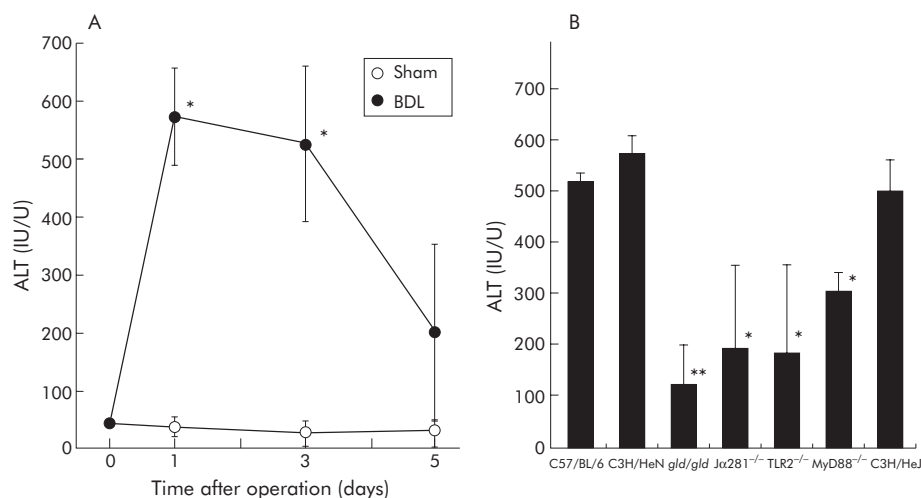 A
700
600
500
400
300
200
100
0
ALT (IU/U)
Sham
BDL
*
*
0 1 3 5
Time after operation (days)
B
700
600
500
400
300
200
100
0
ALT (IU/U)
**
*
*
*
C57/BL/6 C3H/HeN gld/gld Jα281–/– TLR2–/– MyD88–/– C3H/HeJ